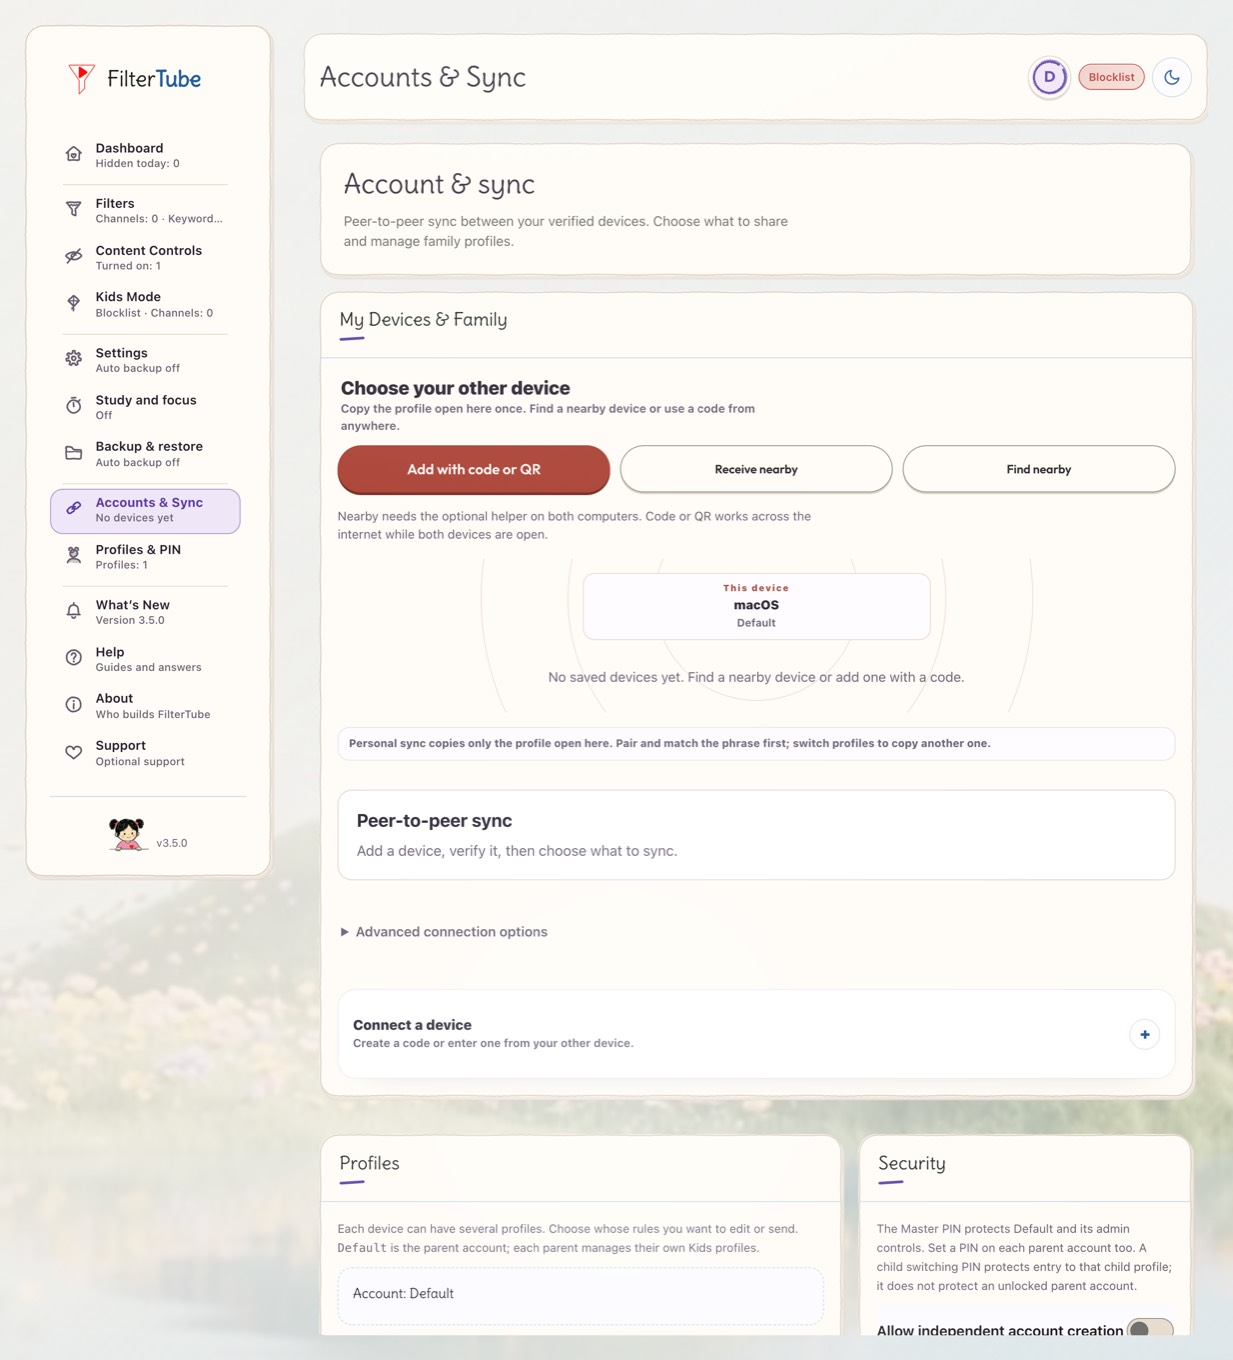 FilterTube
Dashboard
Hidden today: 0
Filters
Channels: 0 · Keyword...
Content Controls
Turned on: 1
Kids Mode
Blocklist · Channels: 0
Settings
Auto backup off
Study and focus
Off
Backup & restore
Auto backup off
Accounts & Sync
No devices yet
Profiles & PIN
Profiles: 1
What's New
Version 3.5.0
Help
Guides and answers
About
Who builds FilterTube
Support
Optional support
v3.5.0
Accounts & Sync
D
Blocklist
Account & sync
Peer-to-peer sync between your verified devices. Choose what to share
and manage family profiles.
My Devices & Family
Choose your other device
Copy the profile open here once. Find a nearby device or use a code from
anywhere.
Add with code or QR
Receive nearby
Find nearby
Nearby needs the optional helper on both computers. Code or QR works across the
internet while both devices are open.
This device
macOS
Default
No saved devices yet. Find a nearby device or add one with a code.
Personal sync copies only the profile open here. Pair and match the phrase first; switch profiles to copy another one.
Peer-to-peer sync
Add a device, verify it, then choose what to sync.
Advanced connection options
Connect a device
Create a code or enter one from your other device.
+
Profiles
Each device can have several profiles. Choose whose rules you want to edit or send.
Default is the parent account; each parent manages their own Kids profiles.
Account: Default
Security
The Master PIN protects Default and its admin
controls. Set a PIN on each parent account too. A
child switching PIN protects entry to that child profile;
it does not protect an unlocked parent account.
Allow independent account creation